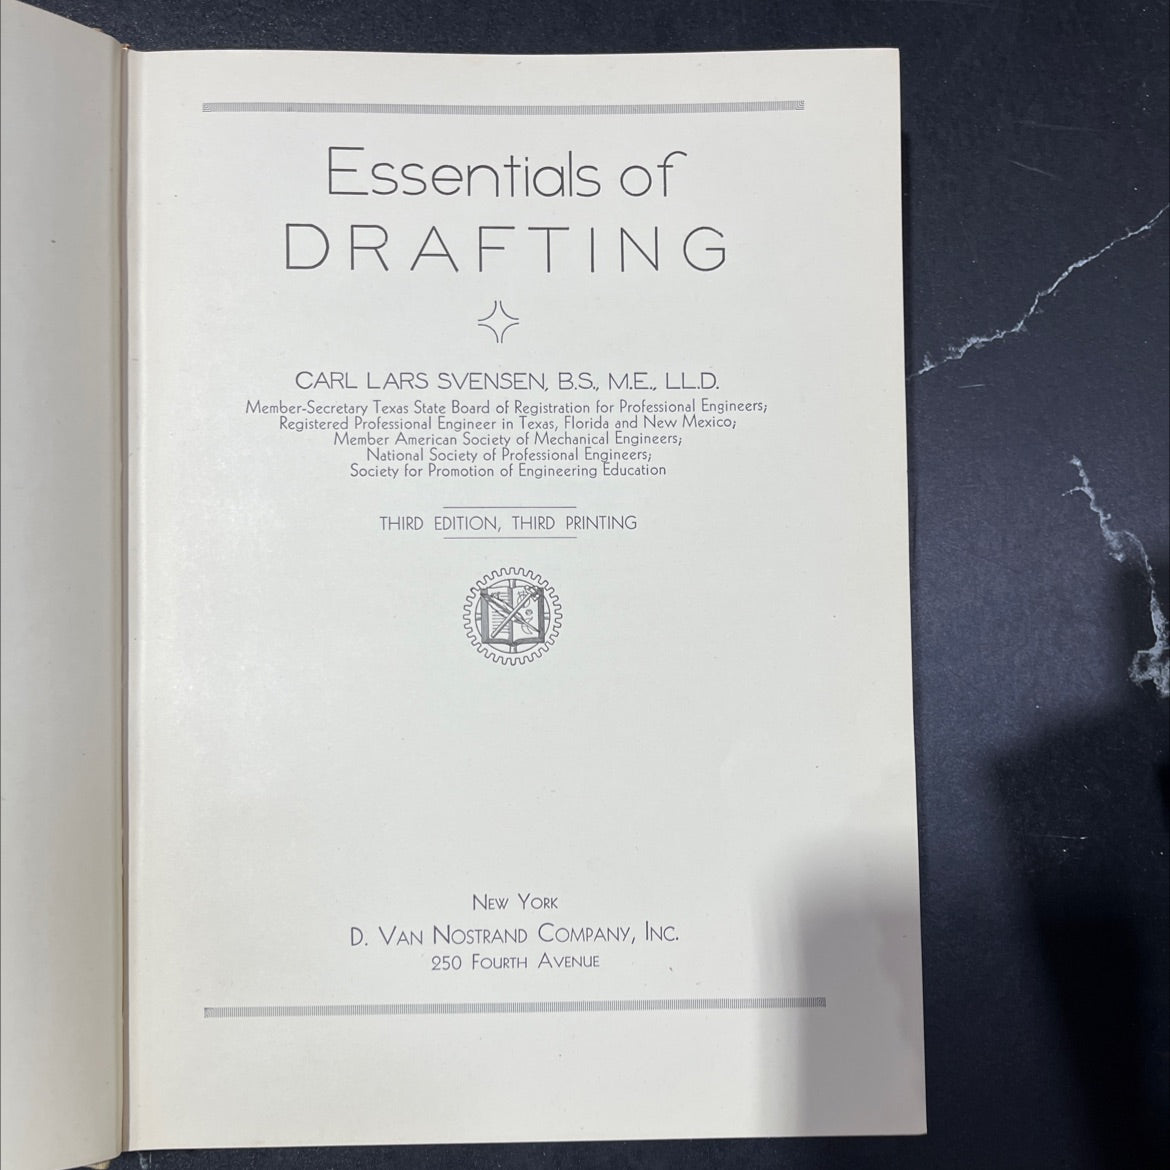 Essentials of
DRAFTING
CARL LARS SVENSEN, B.S., M.E., LL.D.
Member-Secretary Texas State Board of Registration for Professional Engineers;
Registered Professional Engineer in Texas, Florida and New Mexico;
Member American Society of Mechanical Engineers;
National Society of Professional Engineers;
Society for Promotion of Engineering Education
THIRD EDITION, THIRD PRINTING
NEW YORK
D. VAN NOSTRAND COMPANY, INC.
250 FOURTH AVENUE